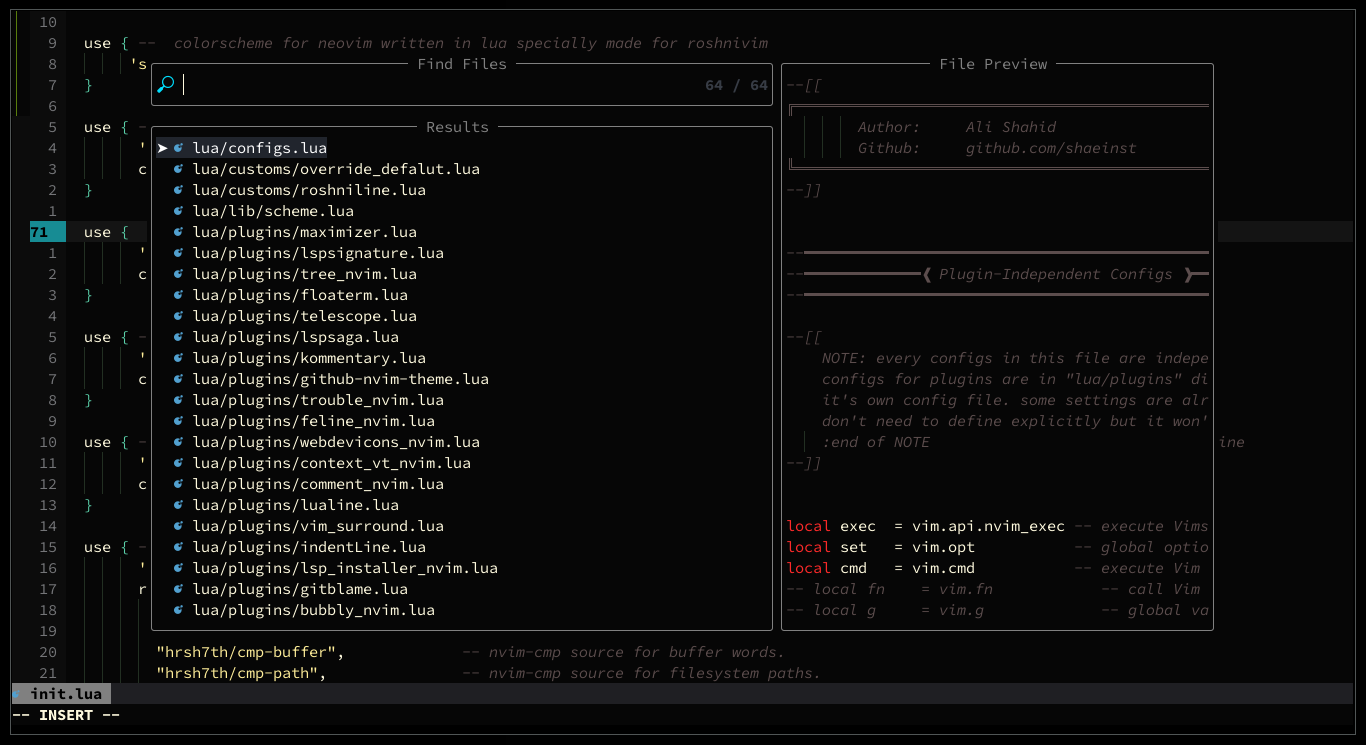 10
9 use { -- colorscheme for neovim written in lua specially made for roshnivim
8 's
Find Files
File Preview
7 }
64 / 64
--[[
6
5 use { -
Results
Author: Ali Shahid
4 '
lua/configs.lua
Github: github.com/shaeinst
3 c
lua/customs/override_defalut.lua
2 }
lua/customs/roshniline.lua
--]]
1
lua/lib/scheme.lua
71 use {
lua/plugins/maximizer.lua
1 '
lua/plugins/lspsignature.lua
--
2 c
lua/plugins/tree_nvim.lua
-- ❰ Plugin-Independent Configs ❱
3 }
lua/plugins/floaterm.lua
--
4
lua/plugins/telescope.lua
5 use { -
lua/plugins/lspsaga.lua
--[[
6 '
lua/plugins/kommentary.lua
NOTE: every configs in this file are indepe
7 c
lua/plugins/github-nvim-theme.lua
configs for plugins are in "lua/plugins" di
8 }
lua/plugins/trouble_nvim.lua
it's own config file. some settings are alr
9
lua/plugins/feline_nvim.lua
don't need to define explicitly but it won'
10 use { -
lua/plugins/webdevicons_nvim.lua
:end of NOTE
ine
11 '
lua/plugins/context_vt_nvim.lua
--]]
12 c
lua/plugins/comment_nvim.lua
13 }
lua/plugins/lualine.lua
14
lua/plugins/vim_surround.lua
local exec = vim.api.nvim_exec -- execute Vims
15 use { -
lua/plugins/indentLine.lua
local set = vim.opt -- global optio
16 '
lua/plugins/lsp_installer_nvim.lua
local cmd = vim.cmd -- execute Vim
17 r
lua/plugins/gitblame.lua
-- local fn = vim.fn -- call Vim
18
lua/plugins/bubbly_nvim.lua
-- local g = vim.g -- global va
19
20 "hrsh7th/cmp-buffer", -- nvim-cmp source for buffer words.
21 "hrsh7th/cmp-path", -- nvim-cmp source for filesystem paths.
init.lua
-- INSERT --